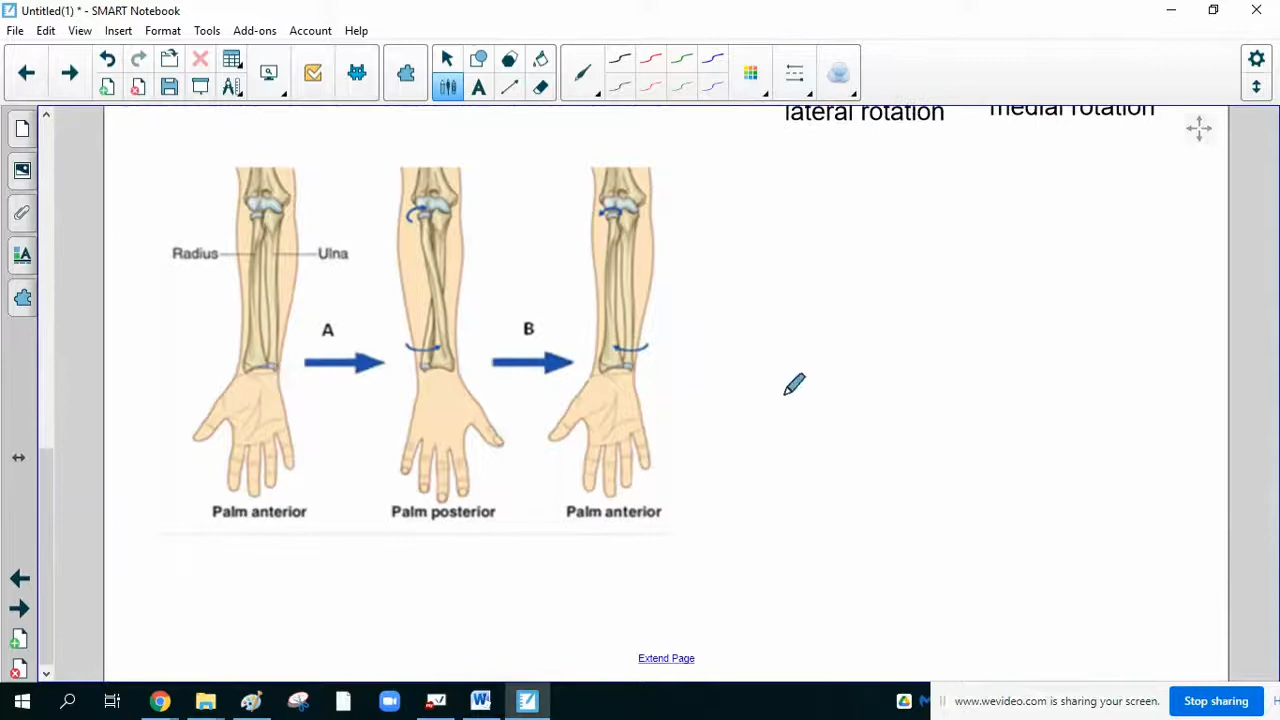 Untitled(1) * - SMART Notebook
File Edit View Insert Format Tools Add-ons Account Help
lateral rotation medial rotation
Radius Ulna
A B
Palm anterior Palm posterior Palm anterior
Extend Page
www.wevideo.com is sharing your screen. Stop sharing